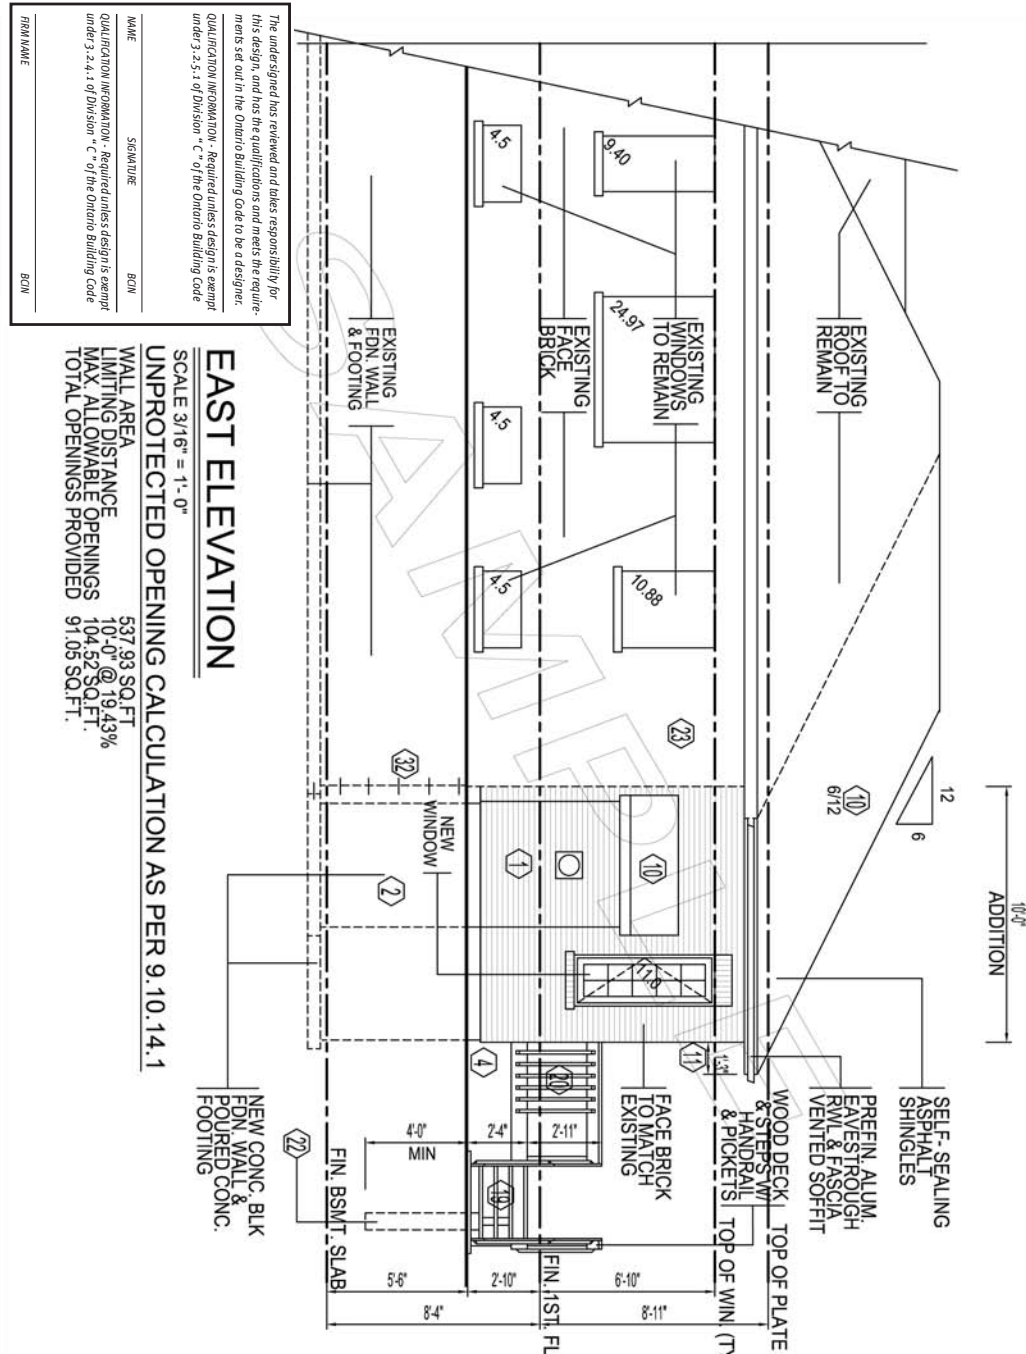 The undersigned has reviewed and takes responsibility for
this design, and has the qualifications and meets the require-
ments set out in the Ontario Building Code to be a designer.
QUALIFICATION INFORMATION - Required unless design is exempt
under 3.2.5.1 of Division "C" of the Ontario Building Code
NAME SIGNATURE BCIN
QUALIFICATION INFORMATION - Required unless design is exempt
under 3.2.4.1 of Division "C" of the Ontario Building Code
FIRM NAME BCIN
10'-0"
ADDITION
12
6
10
6/12
EXISTING
ROOF TO
REMAIN
SELF- SEALING
ASPHALT
SHINGLES
PREFIN. ALUM.
EAVESTROUGH
RWL & FASCIA
VENTED SOFFIT
TOP OF PLATE
WOOD DECK
& STEPS W/
HANDRAIL
& PICKETS
TOP OF WIN. (TY
1'-3"
11
23
EXISTING
WINDOWS
TO REMAIN
9.40
24.97
10.88
11.0
10
FACE BRICK
TO MATCH
EXISTING
EXISTING
FACE
BRICK
8'-11"
6'-10"
1
20
2'-11"
FIN. 1ST. FL
4.5
4.5
4.5
4
2'-4"
19
2'-10"
NEW
WINDOW
32
2
4'-0"
MIN
5'-6"
8'-4"
EXISTING
FDN. WALL
& FOOTING
FIN. BSMT. SLAB
22
NEW CONC. BLK
FDN. WALL &
POURED CONC.
FOOTING
SAMPLE
EAST ELEVATION
SCALE 3/16" = 1'- 0"
UNPROTECTED OPENING CALCULATION AS PER 9.10.14.1
WALL AREA 537.93 SQ.FT
LIMITING DISTANCE 10'-0" @ 19.43%
MAX. ALLOWABLE OPENINGS 104.52 SQ.FT.
TOTAL OPENINGS PROVIDED 91.05 SQ.FT.